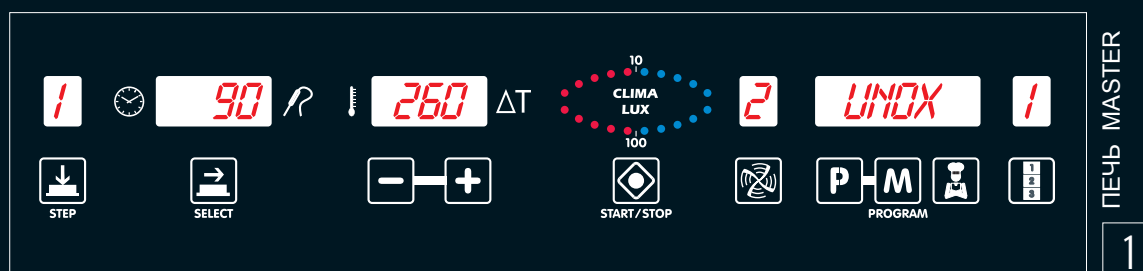 1
90
260
ΔT
10
CLIMA
LUX
100
2
UNOX
1
STEP
SELECT
START/STOP
P
M
PROGRAM
1
2
3
ПЕЧЬ MASTER
1